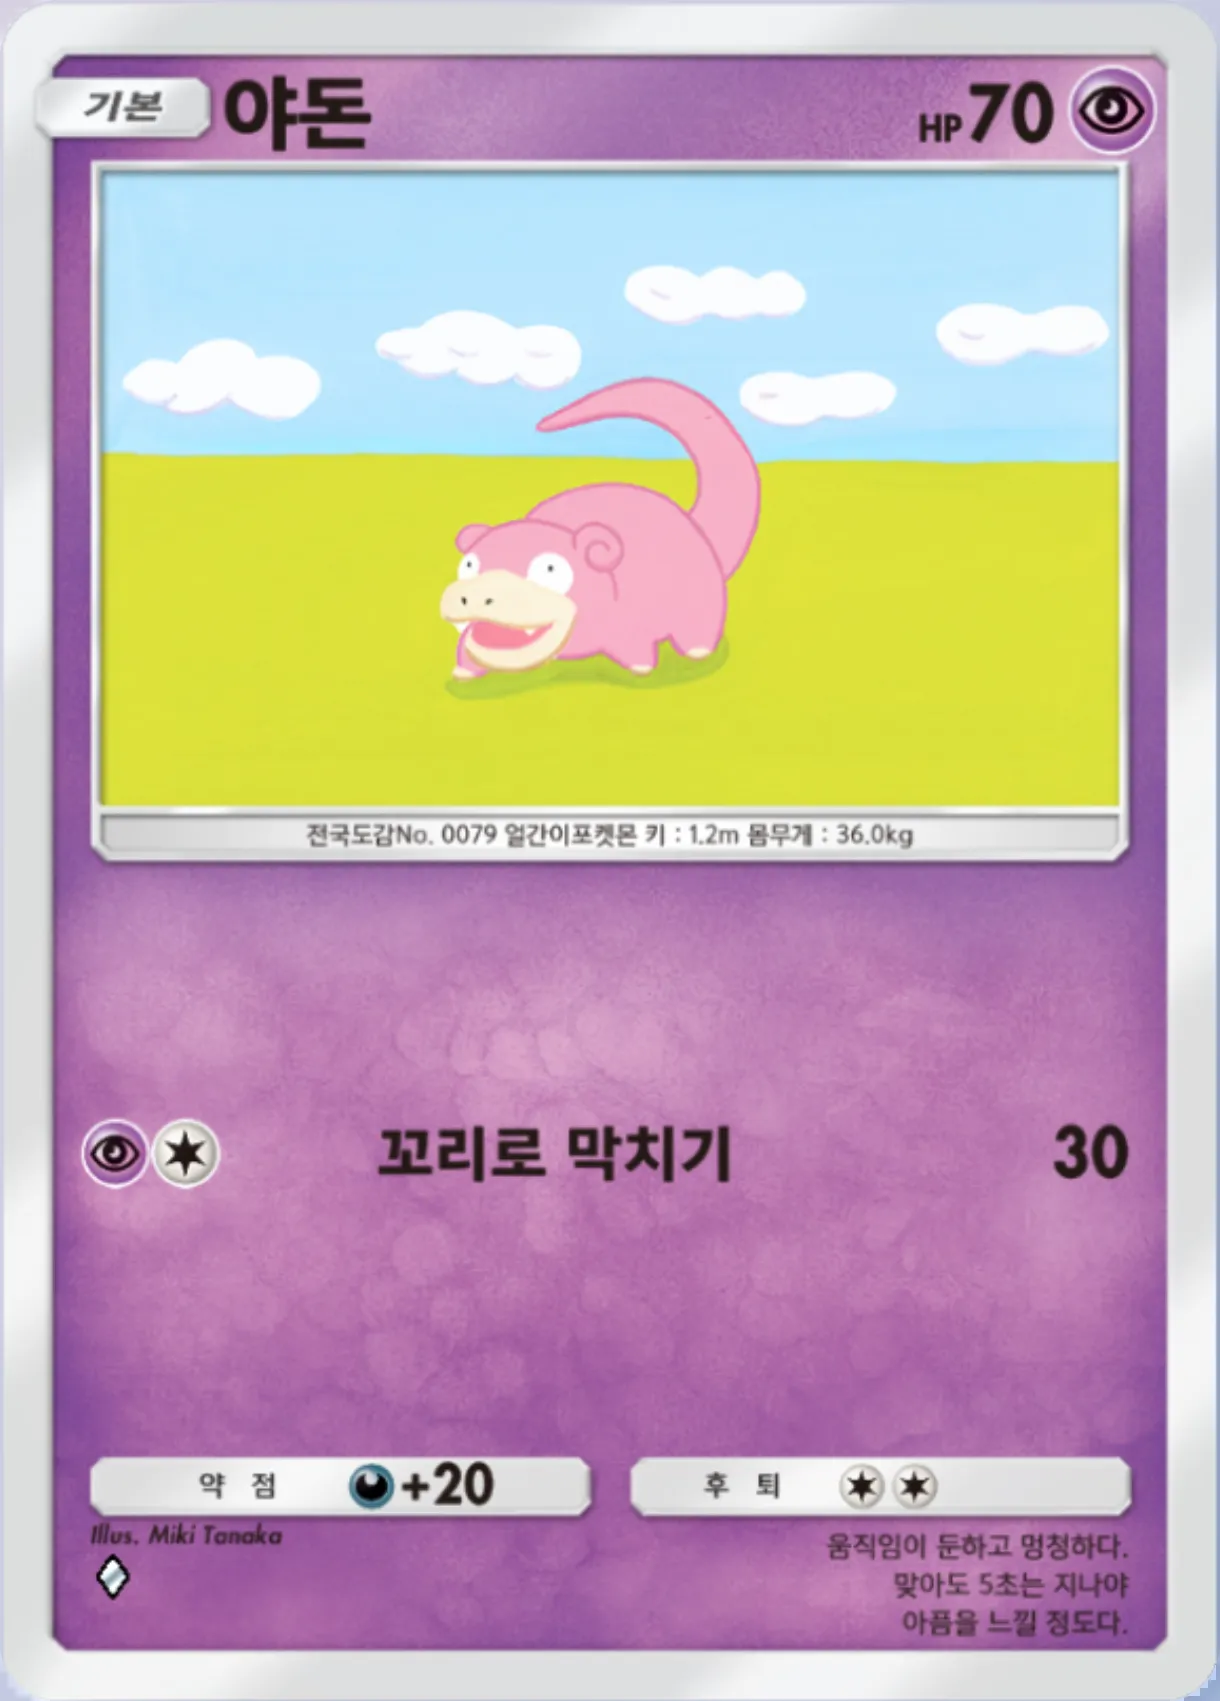 기본 야돈 HP 70
전국도감No. 0079 얼간이포켓몬 키 : 1.2m 몸무게 : 36.0kg
꼬리로 막치기 30
약 점 +20 후 퇴
Illus. Miki Tanaka
움직임이 둔하고 멍청하다.
맞아도 5초는 지나야
아픔을 느낄 정도다.